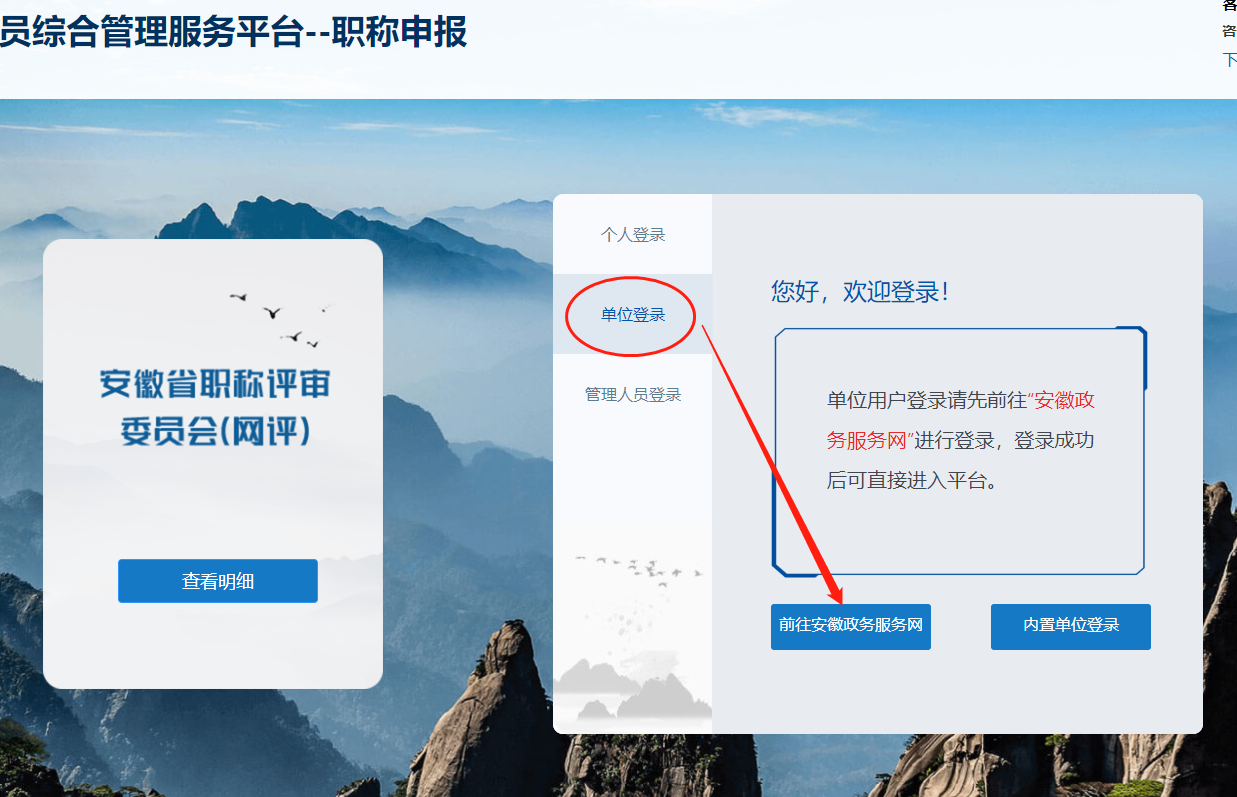 员综合管理服务平台--职称申报
咨
下
个人登录
单位登录
管理人员登录
您好，欢迎登录！
单位用户登录请先前往“安徽政
务服务网”进行登录，登录成功
后可直接进入平台。
前往安徽政务服务网
内置单位登录
安徽省职称评审
委员会(网评)
查看明细